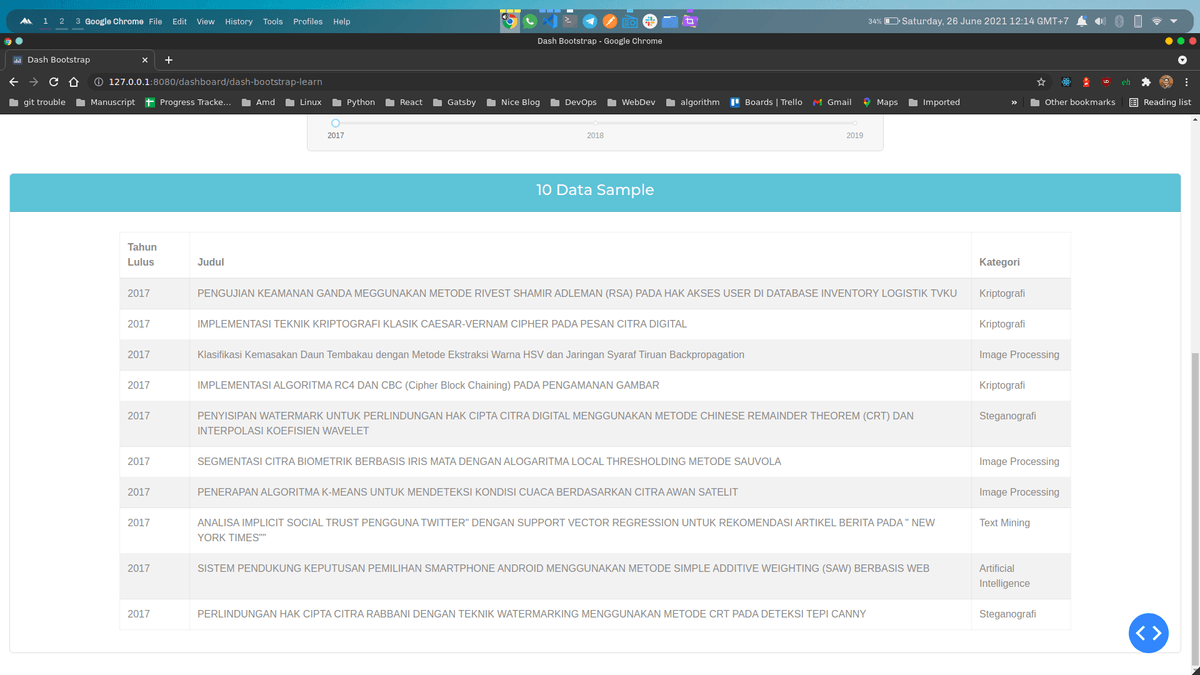 1 2 3 Google Chrome File Edit View History Tools Profiles Help
34% Saturday, 26 June 2021 12:14 GMT+7
Dash Bootstrap - Google Chrome
Dash Bootstrap
127.0.0.1:8080/dashboard/dash-bootstrap-learn
git trouble Manuscript Progress Tracke... Amd Linux Python React Gatsby Nice Blog DevOps WebDev algorithm Boards | Trello Gmail Maps Imported » Other bookmarks Reading list
2017 2018 2019
10 Data Sample
Tahun
Lulus Judul Kategori
2017 PENGUJIAN KEAMANAN GANDA MEGGUNAKAN METODE RIVEST SHAMIR ADLEMAN (RSA) PADA HAK AKSES USER DI DATABASE INVENTORY LOGISTIK TVKU Kriptografi
2017 IMPLEMENTASI TEKNIK KRIPTOGRAFI KLASIK CAESAR-VERNAM CIPHER PADA PESAN CITRA DIGITAL Kriptografi
2017 Klasifikasi Kemasakan Daun Tembakau dengan Metode Ekstraksi Warna HSV dan Jaringan Syaraf Tiruan Backpropagation Image Processing
2017 IMPLEMENTASI ALGORITMA RC4 DAN CBC (Cipher Block Chaining) PADA PENGAMANAN GAMBAR Kriptografi
2017 PENYISIPAN WATERMARK UNTUK PERLINDUNGAN HAK CIPTA CITRA DIGITAL MENGGUNAKAN METODE CHINESE REMAINDER THEOREM (CRT) DAN Steganografi
INTERPOLASI KOEFISIEN WAVELET
2017 SEGMENTASI CITRA BIOMETRIK BERBASIS IRIS MATA DENGAN ALOGARITMA LOCAL THRESHOLDING METODE SAUVOLA Image Processing
2017 PENERAPAN ALGORITMA K-MEANS UNTUK MENDETEKSI KONDISI CUACA BERDASARKAN CITRA AWAN SATELIT Image Processing
2017 ANALISA IMPLICIT SOCIAL TRUST PENGGUNA TWITTER" DENGAN SUPPORT VECTOR REGRESSION UNTUK REKOMENDASI ARTIKEL BERITA PADA " NEW Text Mining
YORK TIMES""
2017 SISTEM PENDUKUNG KEPUTUSAN PEMILIHAN SMARTPHONE ANDROID MENGGUNAKAN METODE SIMPLE ADDITIVE WEIGHTING (SAW) BERBASIS WEB Artificial
Intelligence
2017 PERLINDUNGAN HAK CIPTA CITRA RABBANI DENGAN TEKNIK WATERMARKING MENGGUNAKAN METODE CRT PADA DETEKSI TEPI CANNY Steganografi